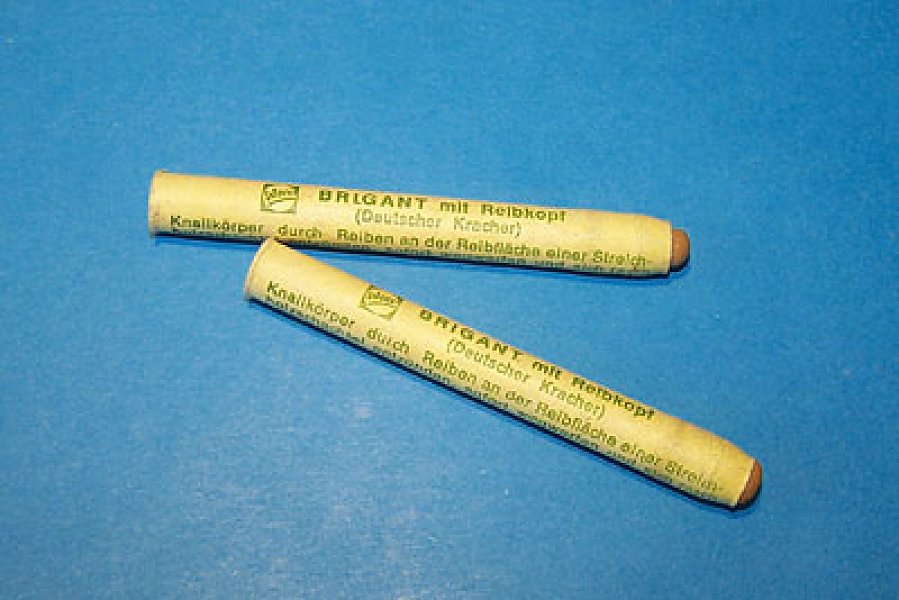 BRIGANT mit Reibkopf
(Deutscher Kracher)
Knallkörper durch Reiben an der Reibfläche einer Streich-
BRIGANT mit Reibkopf
(Deutscher Kracher)
Knallkörper durch Reiben an der Reibfläche einer Streich-